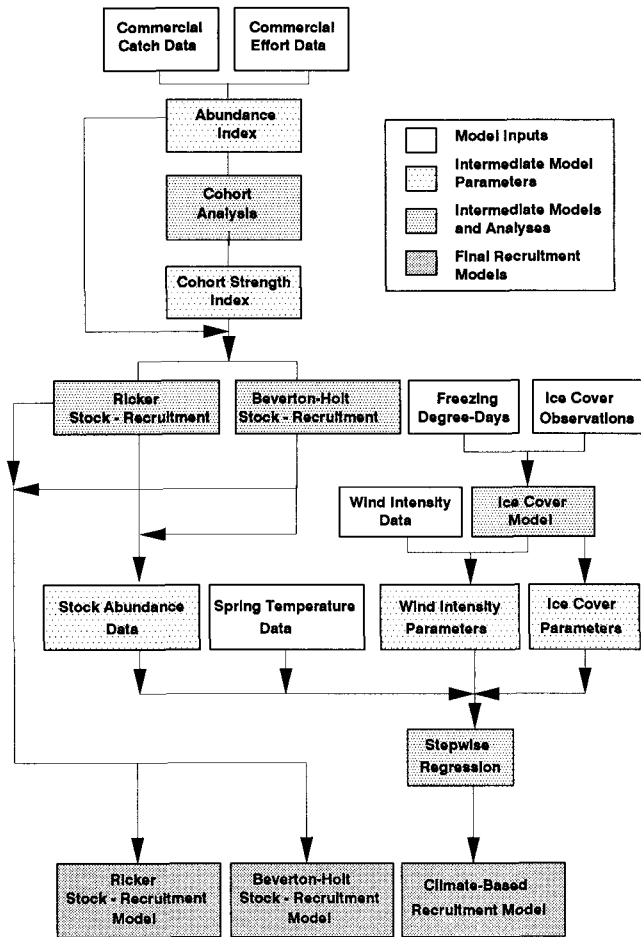 Commercial
Catch Data
Commercial
Effort Data
Abundance
Index
Model Inputs
Intermediate Model
Parameters
Intermediate Models
and Analyses
Final Recruitment
Models
Cohort
Analysis
Cohort Strength
Index
Ricker
Stock - Recruitment
Beverton-Holt
Stock - Recruitment
Freezing
Degree-Days
Ice Cover
Observations
Wind Intensity
Data
Ice Cover
Model
Stock Abundance
Data
Spring Temperature
Data
Wind Intensity
Parameters
Ice Cover
Parameters
Stepwise
Regression
Ricker
Stock - Recruitment
Model
Beverton-Holt
Stock - Recruitment
Model
Climate-Based
Recruitment Model